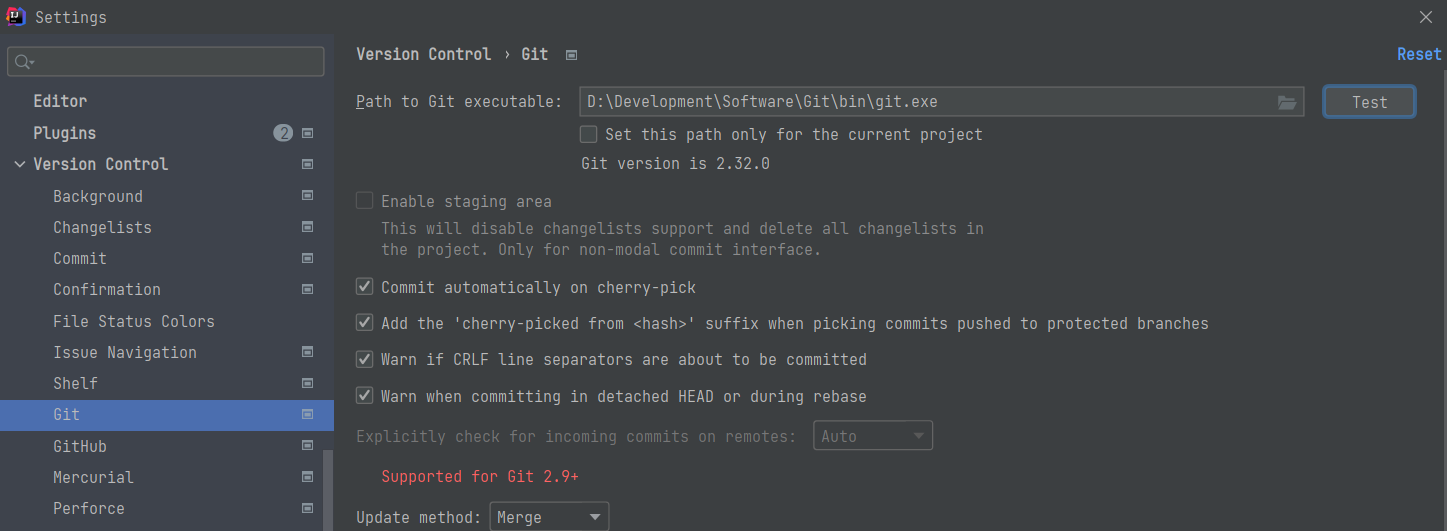 Settings
Version Control › Git
Reset
Editor
Plugins 2
Version Control
Background
Changelists
Commit
Confirmation
File Status Colors
Issue Navigation
Shelf
Git
GitHub
Mercurial
Perforce
Path to Git executable: D:\Development\Software\Git\bin\git.exe Test
Set this path only for the current project
Git version is 2.32.0
Enable staging area
This will disable changelists support and delete all changelists in
the project. Only for non-modal commit interface.
Commit automatically on cherry-pick
Add the 'cherry-picked from <hash>' suffix when picking commits pushed to protected branches
Warn if CRLF line separators are about to be committed
Warn when committing in detached HEAD or during rebase
Explicitly check for incoming commits on remotes: Auto
Supported for Git 2.9+
Update method: Merge